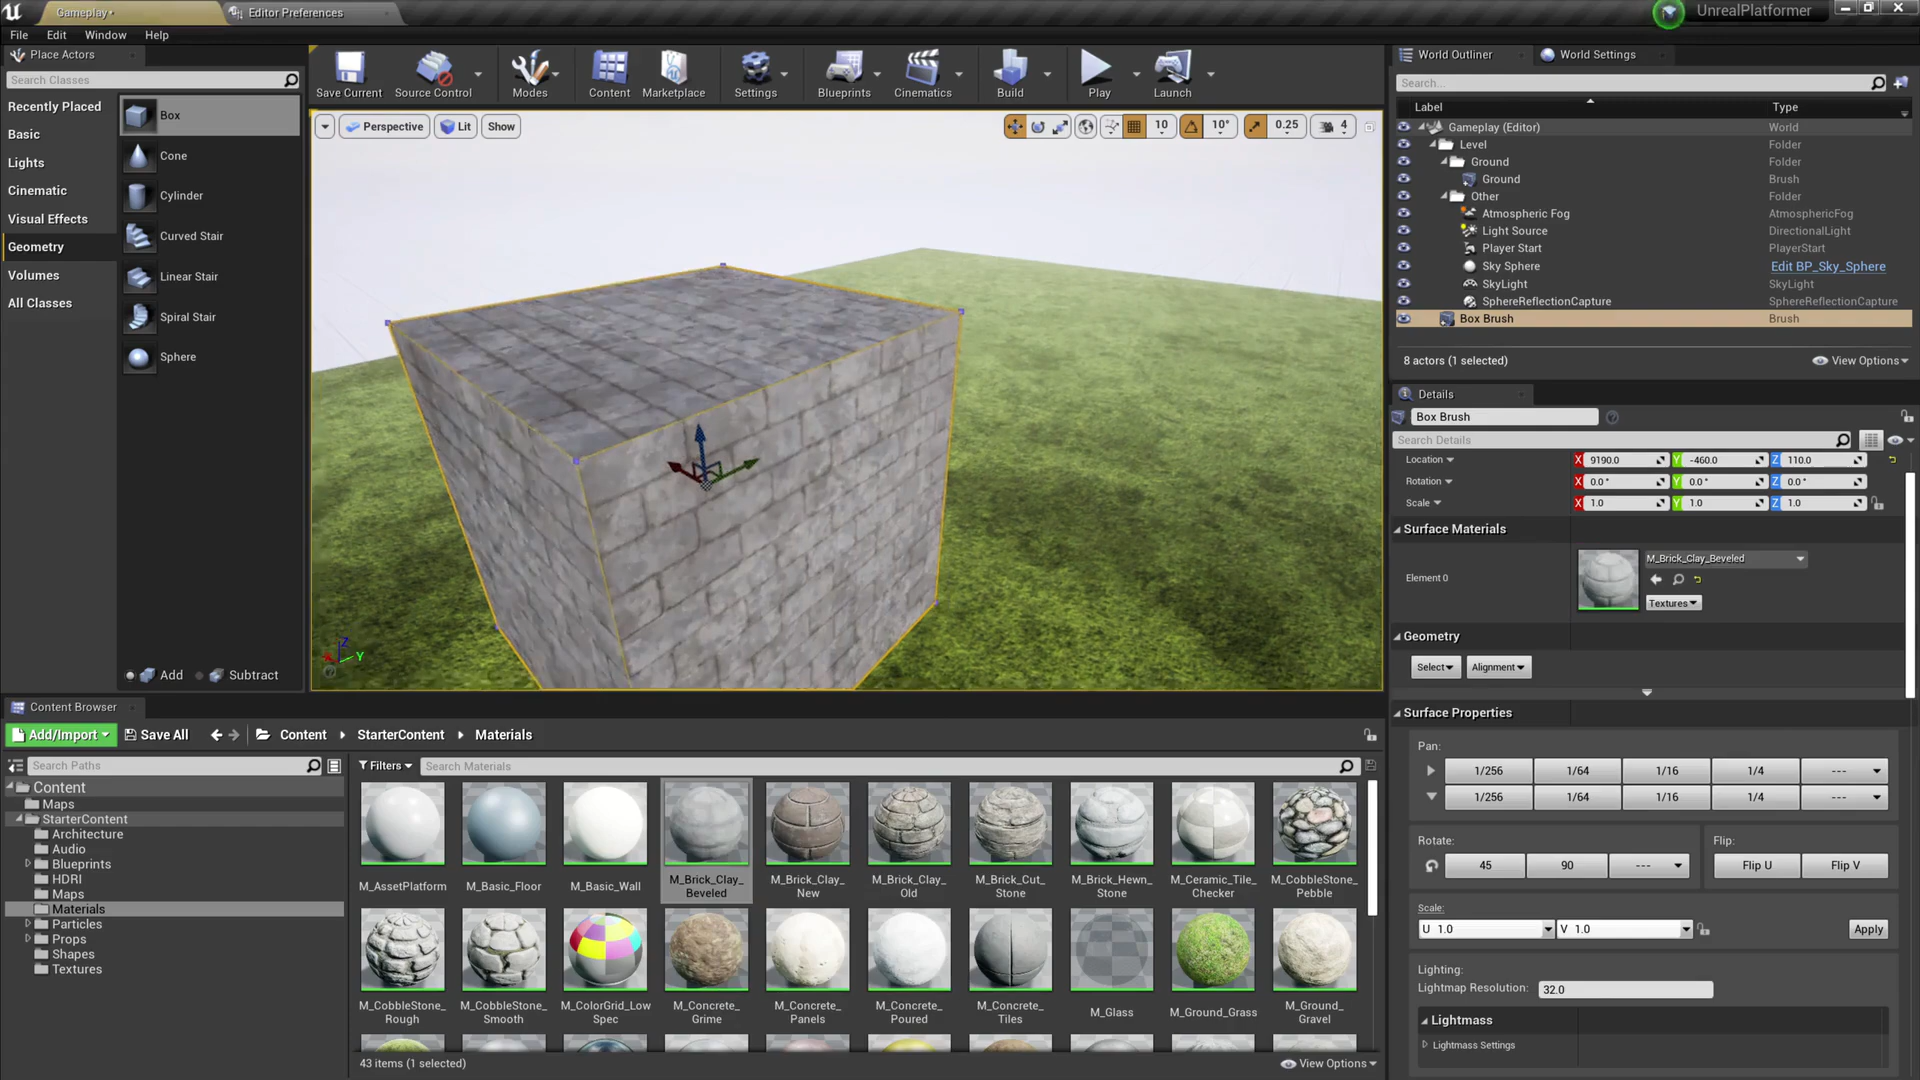 Gameplay•
Editor Preferences
UnrealPlatformer
File Edit Window Help
Place Actors
Search Classes
Recently Placed
Basic
Lights
Cinematic
Visual Effects
Geometry
Volumes
All Classes
Box
Cone
Cylinder
Curved Stair
Linear Stair
Spiral Stair
Sphere
Add Subtract
Save Current Source Control Modes Content Marketplace Settings Blueprints Cinematics Build Play Launch
Perspective Lit Show
10 10° 0.25 4
Z
Y
World Outliner World Settings
Search...
Label Type
Gameplay (Editor) World
Level Folder
Ground Folder
Ground Brush
Other Folder
Atmospheric Fog AtmosphericFog
Light Source DirectionalLight
Player Start PlayerStart
Sky Sphere Edit BP_Sky_Sphere
SkyLight SkyLight
SphereReflectionCapture SphereReflectionCapture
Box Brush Brush
8 actors (1 selected) View Options
Details
Box Brush
Search Details
Location X 9190.0 Y -460.0 Z 110.0
Rotation X 0.0° Y 0.0° Z 0.0°
Scale X 1.0 Y 1.0 Z 1.0
Surface Materials
Element 0
M_Brick_Clay_Beveled
Textures
Geometry
Select Alignment
Surface Properties
Pan:
1/256 1/64 1/16 1/4 ---
1/256 1/64 1/16 1/4 ---
Rotate: Flip:
45 90 --- Flip U Flip V
Scale:
U 1.0 V 1.0 Apply
Lighting:
Lightmap Resolution: 32.0
Lightmass
Lightmass Settings
Content Browser
Add/Import Save All Content StarterContent Materials
Search Paths
Filters Search Materials
Content
Maps
StarterContent
Architecture
Audio
Blueprints
HDRI
Maps
Materials
Particles
Props
Shapes
Textures
M_AssetPlatform
M_Basic_Floor
M_Basic_Wall
M_Brick_Clay_
Beveled
M_Brick_Clay_
New
M_Brick_Clay_
Old
M_Brick_Cut_
Stone
M_Brick_Hewn_
Stone
M_Ceramic_Tile_
Checker
M_CobbleStone_
Pebble
M_CobbleStone_
Rough
M_CobbleStone_
Smooth
M_ColorGrid_Low
Spec
M_Concrete_
Grime
M_Concrete_
Panels
M_Concrete_
Poured
M_Concrete_
Tiles
M_Glass
M_Ground_Grass
M_Ground_
Gravel
43 items (1 selected) View Options